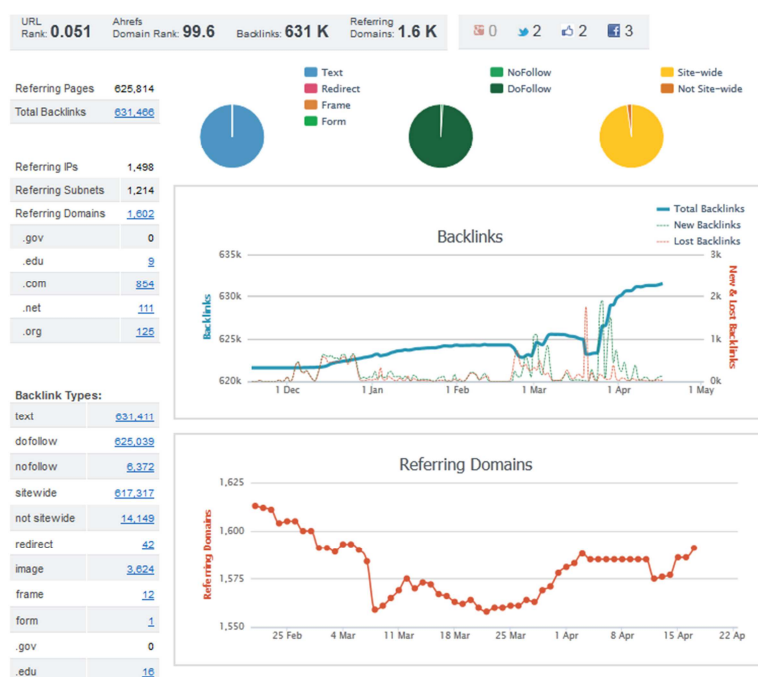 URL Rank: 0.051
Ahrefs Domain Rank: 99.6
Backlinks: 631 K
Referring Domains: 1.6 K
0
2
2
3
Referring Pages 625,814
Total Backlinks 631,466
Text
Redirect
Frame
Form
NoFollow
DoFollow
Site-wide
Not Site-wide
Referring IPs 1,498
Referring Subnets 1,214
Referring Domains 1,602
.gov 0
.edu 9
.com 854
.net 111
.org 125
Backlink Types:
text 631,411
dofollow 625,039
nofollow 6,372
sitewide 617,317
not sitewide 14,149
redirect 42
image 3,624
frame 12
form 1
.gov 0
.edu 16
Backlinks
Total Backlinks
New Backlinks
Lost Backlinks
635k
630k
625k
620k
Backlinks
3k
2k
1k
0k
New & Lost Backlinks
1 Dec 1 Jan 1 Feb 1 Mar 1 Apr 1 May
Referring Domains
1,625
1,600
1,575
1,550
Referring Domains
25 Feb 4 Mar 11 Mar 18 Mar 25 Mar 1 Apr 8 Apr 15 Apr 22 Ap